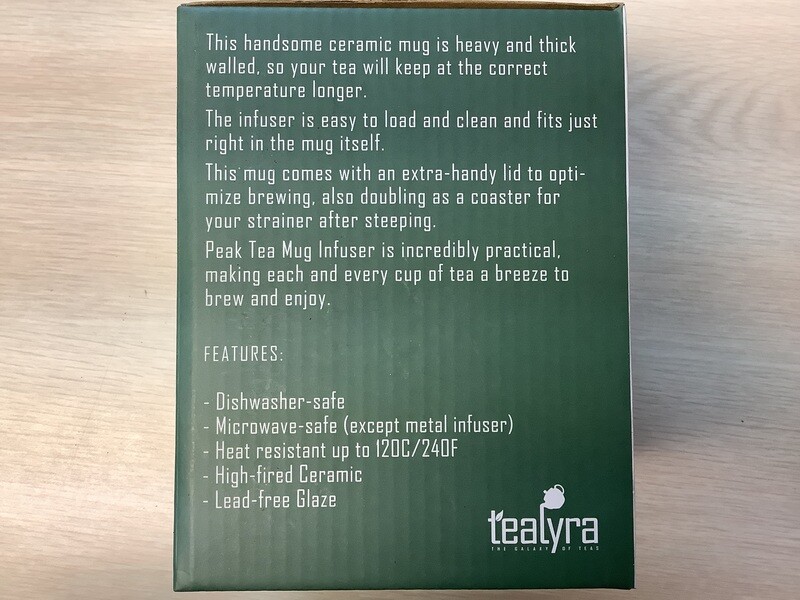 This handsome ceramic mug is heavy and thick
walled, so your tea will keep at the correct
temperature longer.
The infuser is easy to load and clean and fits just
right in the mug itself.
This mug comes with an extra-handy lid to opti-
mize brewing, also doubling as a coaster for
your strainer after steeping.
Peak Tea Mug Infuser is incredibly practical,
making each and every cup of tea a breeze to
brew and enjoy.
FEATURES:
- Dishwasher-safe
- Microwave-safe (except metal infuser)
- Heat resistant up to 120C/240F
- High-fired Ceramic
- Lead-free Glaze
tealyra
THE GALAXY OF TEAS